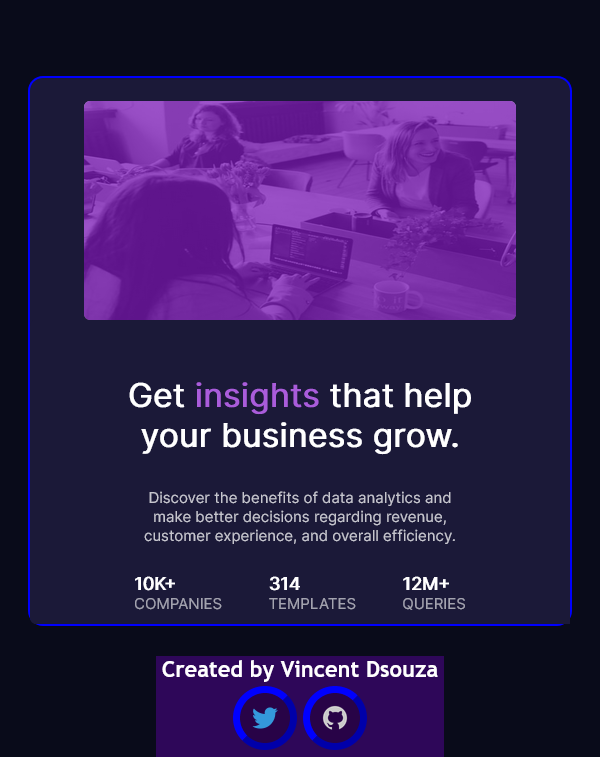 Get insights that help
your business grow.
Discover the benefits of data analytics and
make better decisions regarding revenue,
customer experience, and overall efficiency.
10K+ 314 12M+
COMPANIES TEMPLATES QUERIES
Created by Vincent Dsouza